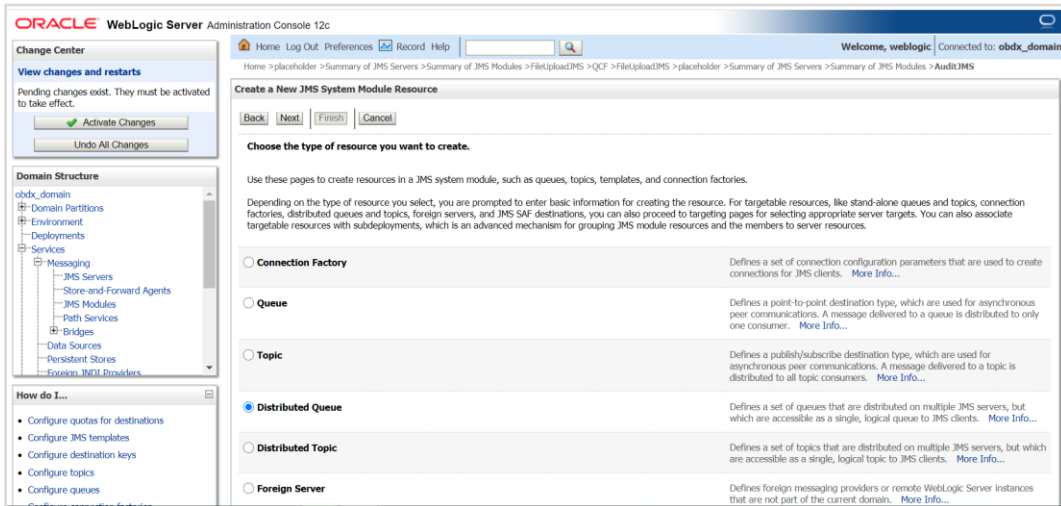 ORACLE WebLogic Server Administration Console 12c
Change Center
View changes and restarts
Pending changes exist. They must be activated
to take effect.
Activate Changes
Undo All Changes
Domain Structure
obdx_domain
Domain Partitions
Environment
Deployments
Services
Messaging
JMS Servers
Store-and-Forward Agents
JMS Modules
Path Services
Bridges
Data Sources
Persistent Stores
Foreign JNDI Providers
How do I...
Configure quotas for destinations
Configure JMS templates
Configure destination keys
Configure topics
Configure queues
Home Log Out Preferences Record Help
Welcome, weblogic Connected to: obdx_domain
Home >placeholder >Summary of JMS Servers >Summary of JMS Modules >FileUploadJMS >QCF >FileUploadJMS >placeholder >Summary of JMS Servers >Summary of JMS Modules >AuditJMS
Create a New JMS System Module Resource
Back Next Finish Cancel
Choose the type of resource you want to create.
Use these pages to create resources in a JMS system module, such as queues, topics, templates, and connection factories.
Depending on the type of resource you select, you are prompted to enter basic information for creating the resource. For targetable resources, like stand-alone queues and topics, connection
factories, distributed queues and topics, foreign servers, and JMS SAF destinations, you can also proceed to targeting pages for selecting appropriate server targets. You can also associate
targetable resources with subdeployments, which is an advanced mechanism for grouping JMS module resources and the members to server resources.
Connection Factory
Defines a set of connection configuration parameters that are used to create
connections for JMS clients. More Info...
Queue
Defines a point-to-point destination type, which are used for asynchronous
peer communications. A message delivered to a queue is distributed to only
one consumer. More Info...
Topic
Defines a publish/subscribe destination type, which are used for
asynchronous peer communications. A message delivered to a topic is
distributed to all topic consumers. More Info...
Distributed Queue
Defines a set of queues that are distributed on multiple JMS servers, but
which are accessible as a single, logical queue to JMS clients. More Info...
Distributed Topic
Defines a set of topics that are distributed on multiple JMS servers, but which
are accessible as a single, logical topic to JMS clients. More Info...
Foreign Server
Defines foreign messaging providers or remote WebLogic Server instances
that are not part of the current domain. More Info...